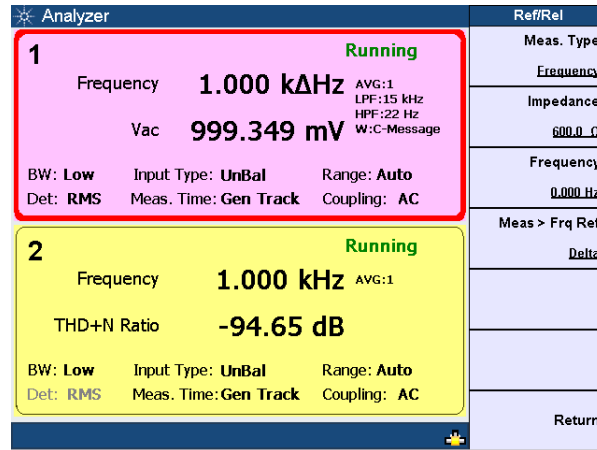 Analyzer
1
Running
Frequency 1.000 kΔHz AVG:1
LPF:15 kHz
HPF:22 Hz
Vac 999.349 mV W:C-Message
BW: Low Input Type: UnBal Range: Auto
Det: RMS Meas. Time: Gen Track Coupling: AC
2
Running
Frequency 1.000 kHz AVG:1
THD+N Ratio -94.65 dB
BW: Low Input Type: UnBal Range: Auto
Det: RMS Meas. Time: Gen Track Coupling: AC
Ref/Rel
Meas. Type
Frequency
Impedance
600.0 Ω
Frequency
0.000 Hz
Meas > Frq Ref
Delta
Return